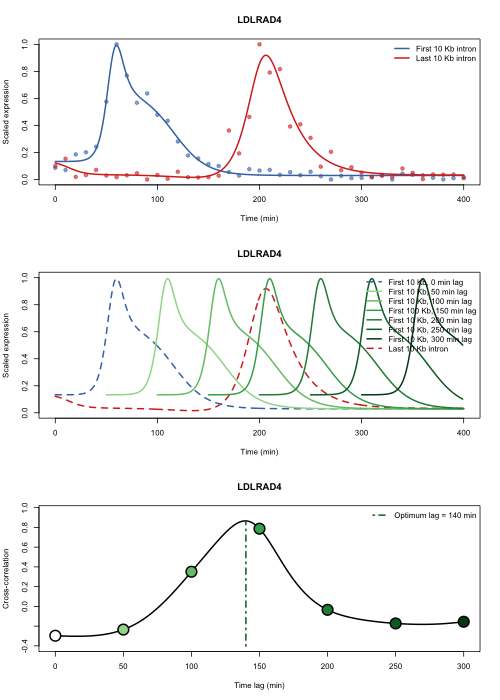 LDLRAD4
Scaled expression
0.0 0.2 0.4 0.6 0.8 1.0
First 10 Kb intron
Last 10 Kb intron
0 100 200 300 400
Time (min)
LDLRAD4
Scaled expression
0.0 0.2 0.4 0.6 0.8 1.0
First 10 Kb, 0 min lag
First 10 Kb, 50 min lag
First 10 Kb, 100 min lag
First 100 Kb, 150 min lag
First 10 Kb, 200 min lag
First 10 Kb, 250 min lag
First 10 Kb, 300 min lag
Last 10 Kb intron
0 100 200 300 400
Time (min)
LDLRAD4
Cross-correlation
-0.4 0.0 0.2 0.4 0.6 0.8 1.0
Optimum lag = 140 min
0 50 100 150 200 250 300
Time lag (min)